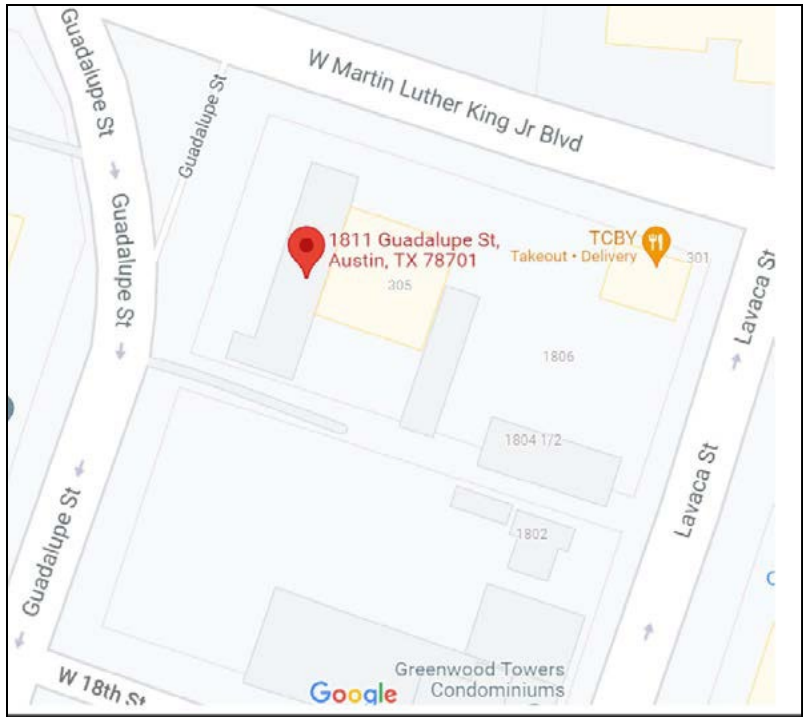 Guadalupe St
Guadalupe St
W Martin Luther King Jr Blvd
Guadalupe St
1811 Guadalupe St,
Austin, TX 78701
TCBY
Takeout • Delivery
301
305
Lavaca St
1806
1804 1/2
Lavaca St
1802
Guadalupe St
W 18th St
Greenwood Towers
Condominiums
Google